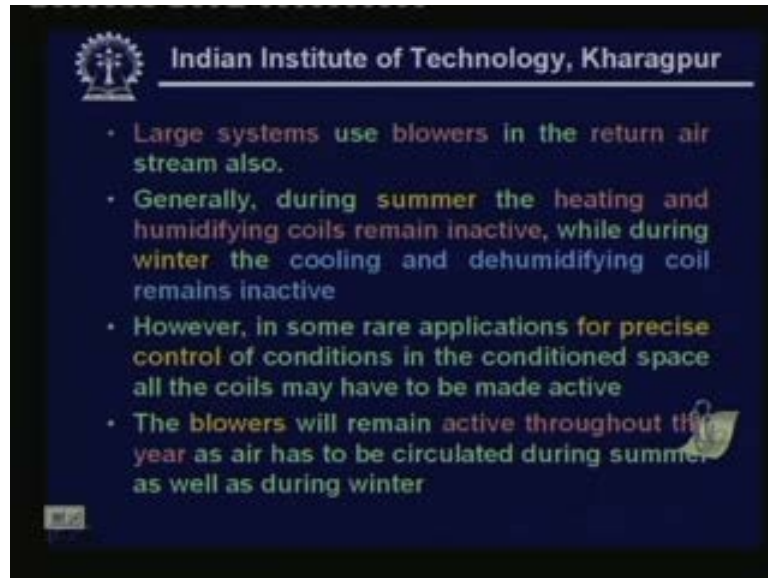 Indian Institute of Technology, Kharagpur
• Large systems use blowers in the return air
stream also.
• Generally, during summer the heating and
humidifying coils remain inactive, while during
winter the cooling and dehumidifying coil
remains inactive
• However, in some rare applications for precise
control of conditions in the conditioned space
all the coils may have to be made active
• The blowers will remain active throughout the
year as air has to be circulated during summer
as well as during winter